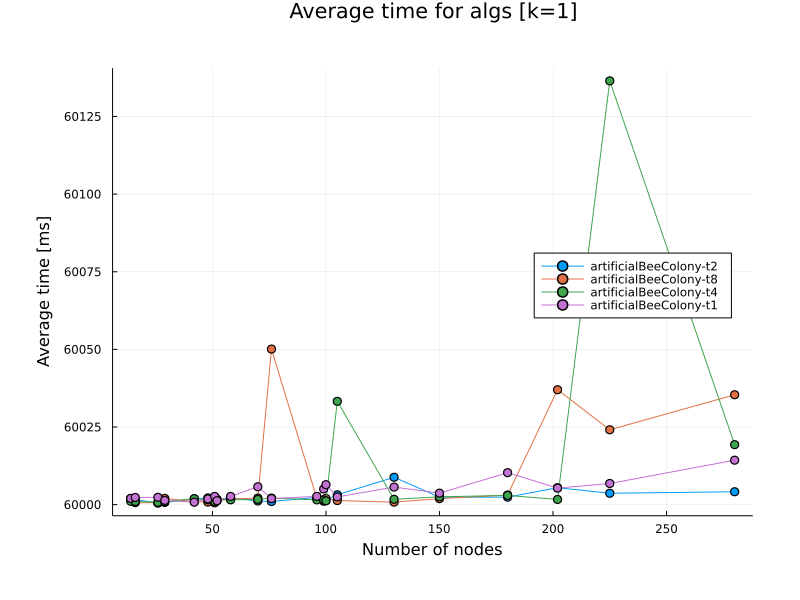 Average time for algs [k=1]
Average time [ms]
60125
60100
60075
60050
60025
60000
artificialBeeColony-t2
artificialBeeColony-t8
artificialBeeColony-t4
artificialBeeColony-t1
50
100
150
200
250
Number of nodes